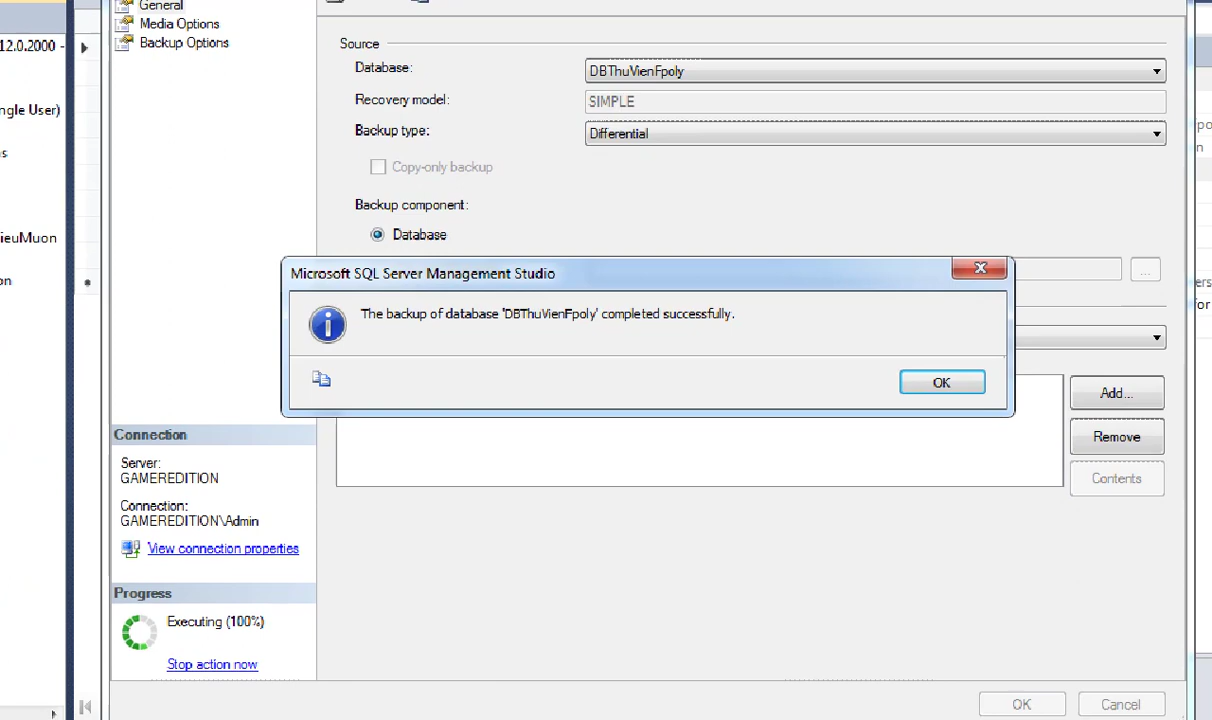 General
12.0.2000 -
Media Options
Backup Options
Source
Database:
DBThuVienFpoly
Recovery model:
SIMPLE
ngle User)
Backup type:
Differential
Copy-only backup
Backup component:
ieuMuon
Database
Microsoft SQL Server Management Studio
...
The backup of database 'DBThuVienFpoly' completed successfully.
OK
Add...
Remove
Contents
Connection
Server:
GAMEREDITION
Connection:
GAMEREDITION\Admin
View connection properties
Progress
Executing (100%)
Stop action now
OK
Cancel